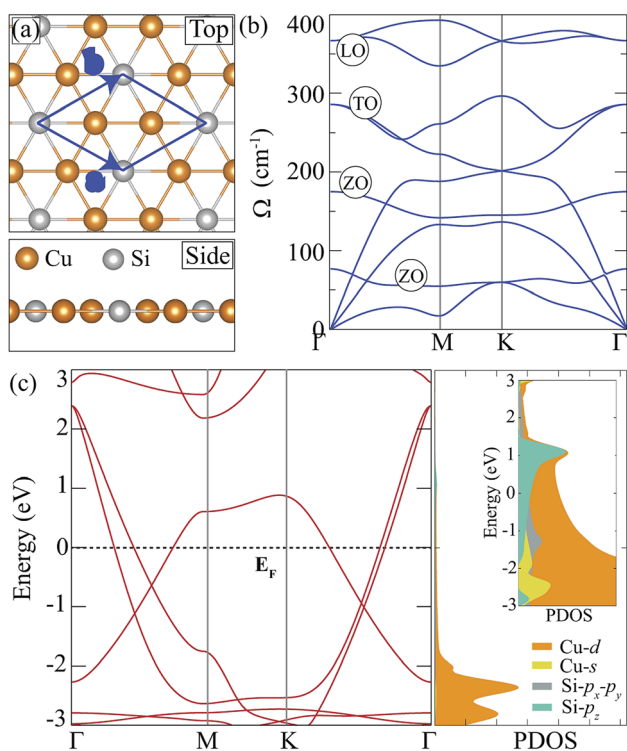 (a)
Top
Cu
Si
Side
(b)
Ω (cm⁻¹)
400
300
200
100
0
LO
TO
ZO
ZO
Γ
M
K
Γ
(c)
Energy (eV)
3
2
1
0
-1
-2
-3
E_F
Γ
M
K
Γ
Energy (eV)
3
2
1
0
-1
-2
-3
PDOS
Cu-d
Cu-s
Si-pₓ-p_y
Si-p_z
PDOS